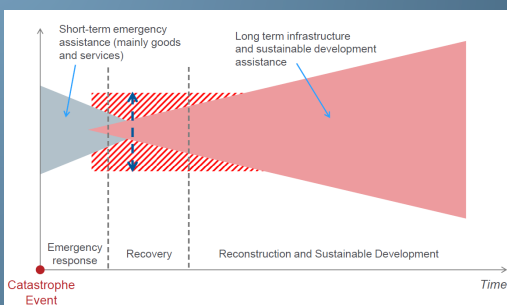 Short-term emergency
assistance (mainly goods
and services)
Long term infrastructure
and sustainable development
assistance
Emergency
response
Recovery
Reconstruction and Sustainable Development
Catastrophe
Event
Time